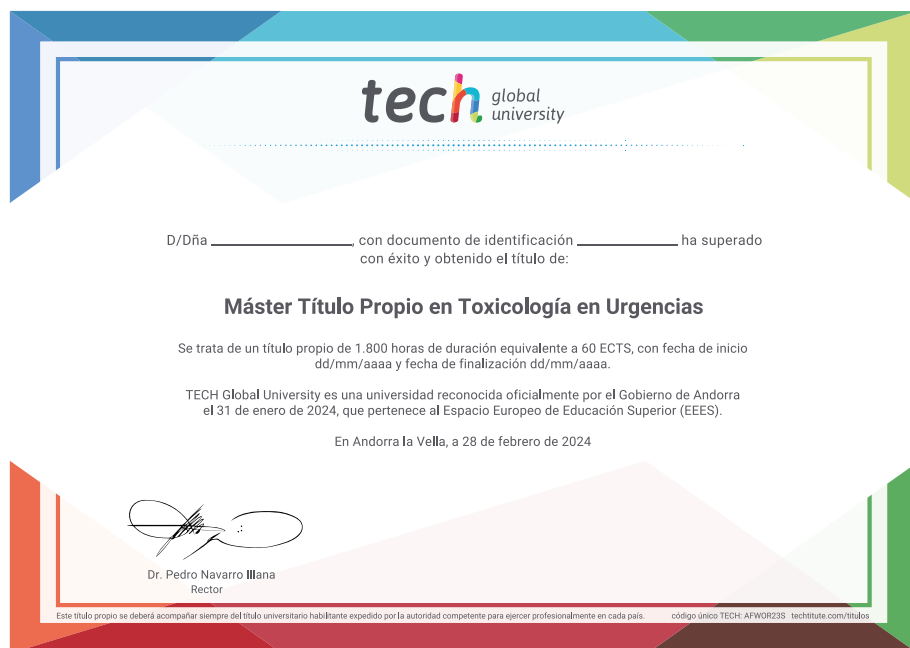 tech global
university
D/Dña ______________, con documento de identificación __________ ha superado
con éxito y obtenido el título de:
Máster Título Propio en Toxicología en Urgencias
Se trata de un título propio de 1.800 horas de duración equivalente a 60 ECTS, con fecha de inicio
dd/mm/aaaa y fecha de finalización dd/mm/aaaa.
TECH Global University es una universidad reconocida oficialmente por el Gobierno de Andorra
el 31 de enero de 2024, que pertenece al Espacio Europeo de Educación Superior (EEES).
En Andorra la Vella, a 28 de febrero de 2024
Dr. Pedro Navarro Illana
Rector
Este título propio se deberá acompañar siempre del título universitario habilitante expedido por la autoridad competente para ejercer profesionalmente en cada país. código único TECH: AFWOR23S techtitute.com/titulos